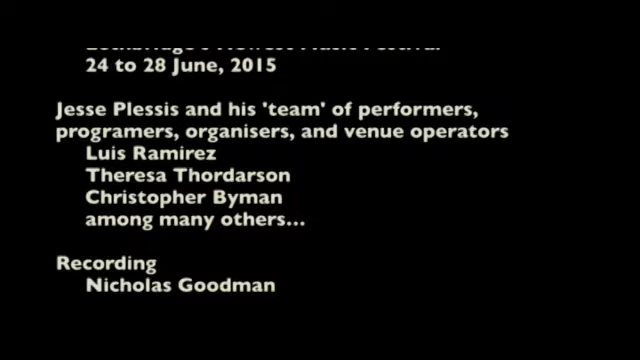 24 to 28 June, 2015
Jesse Plessis and his 'team' of performers,
programers, organisers, and venue operators
Luis Ramirez
Theresa Thordarson
Christopher Byman
among many others...
Recording
Nicholas Goodman